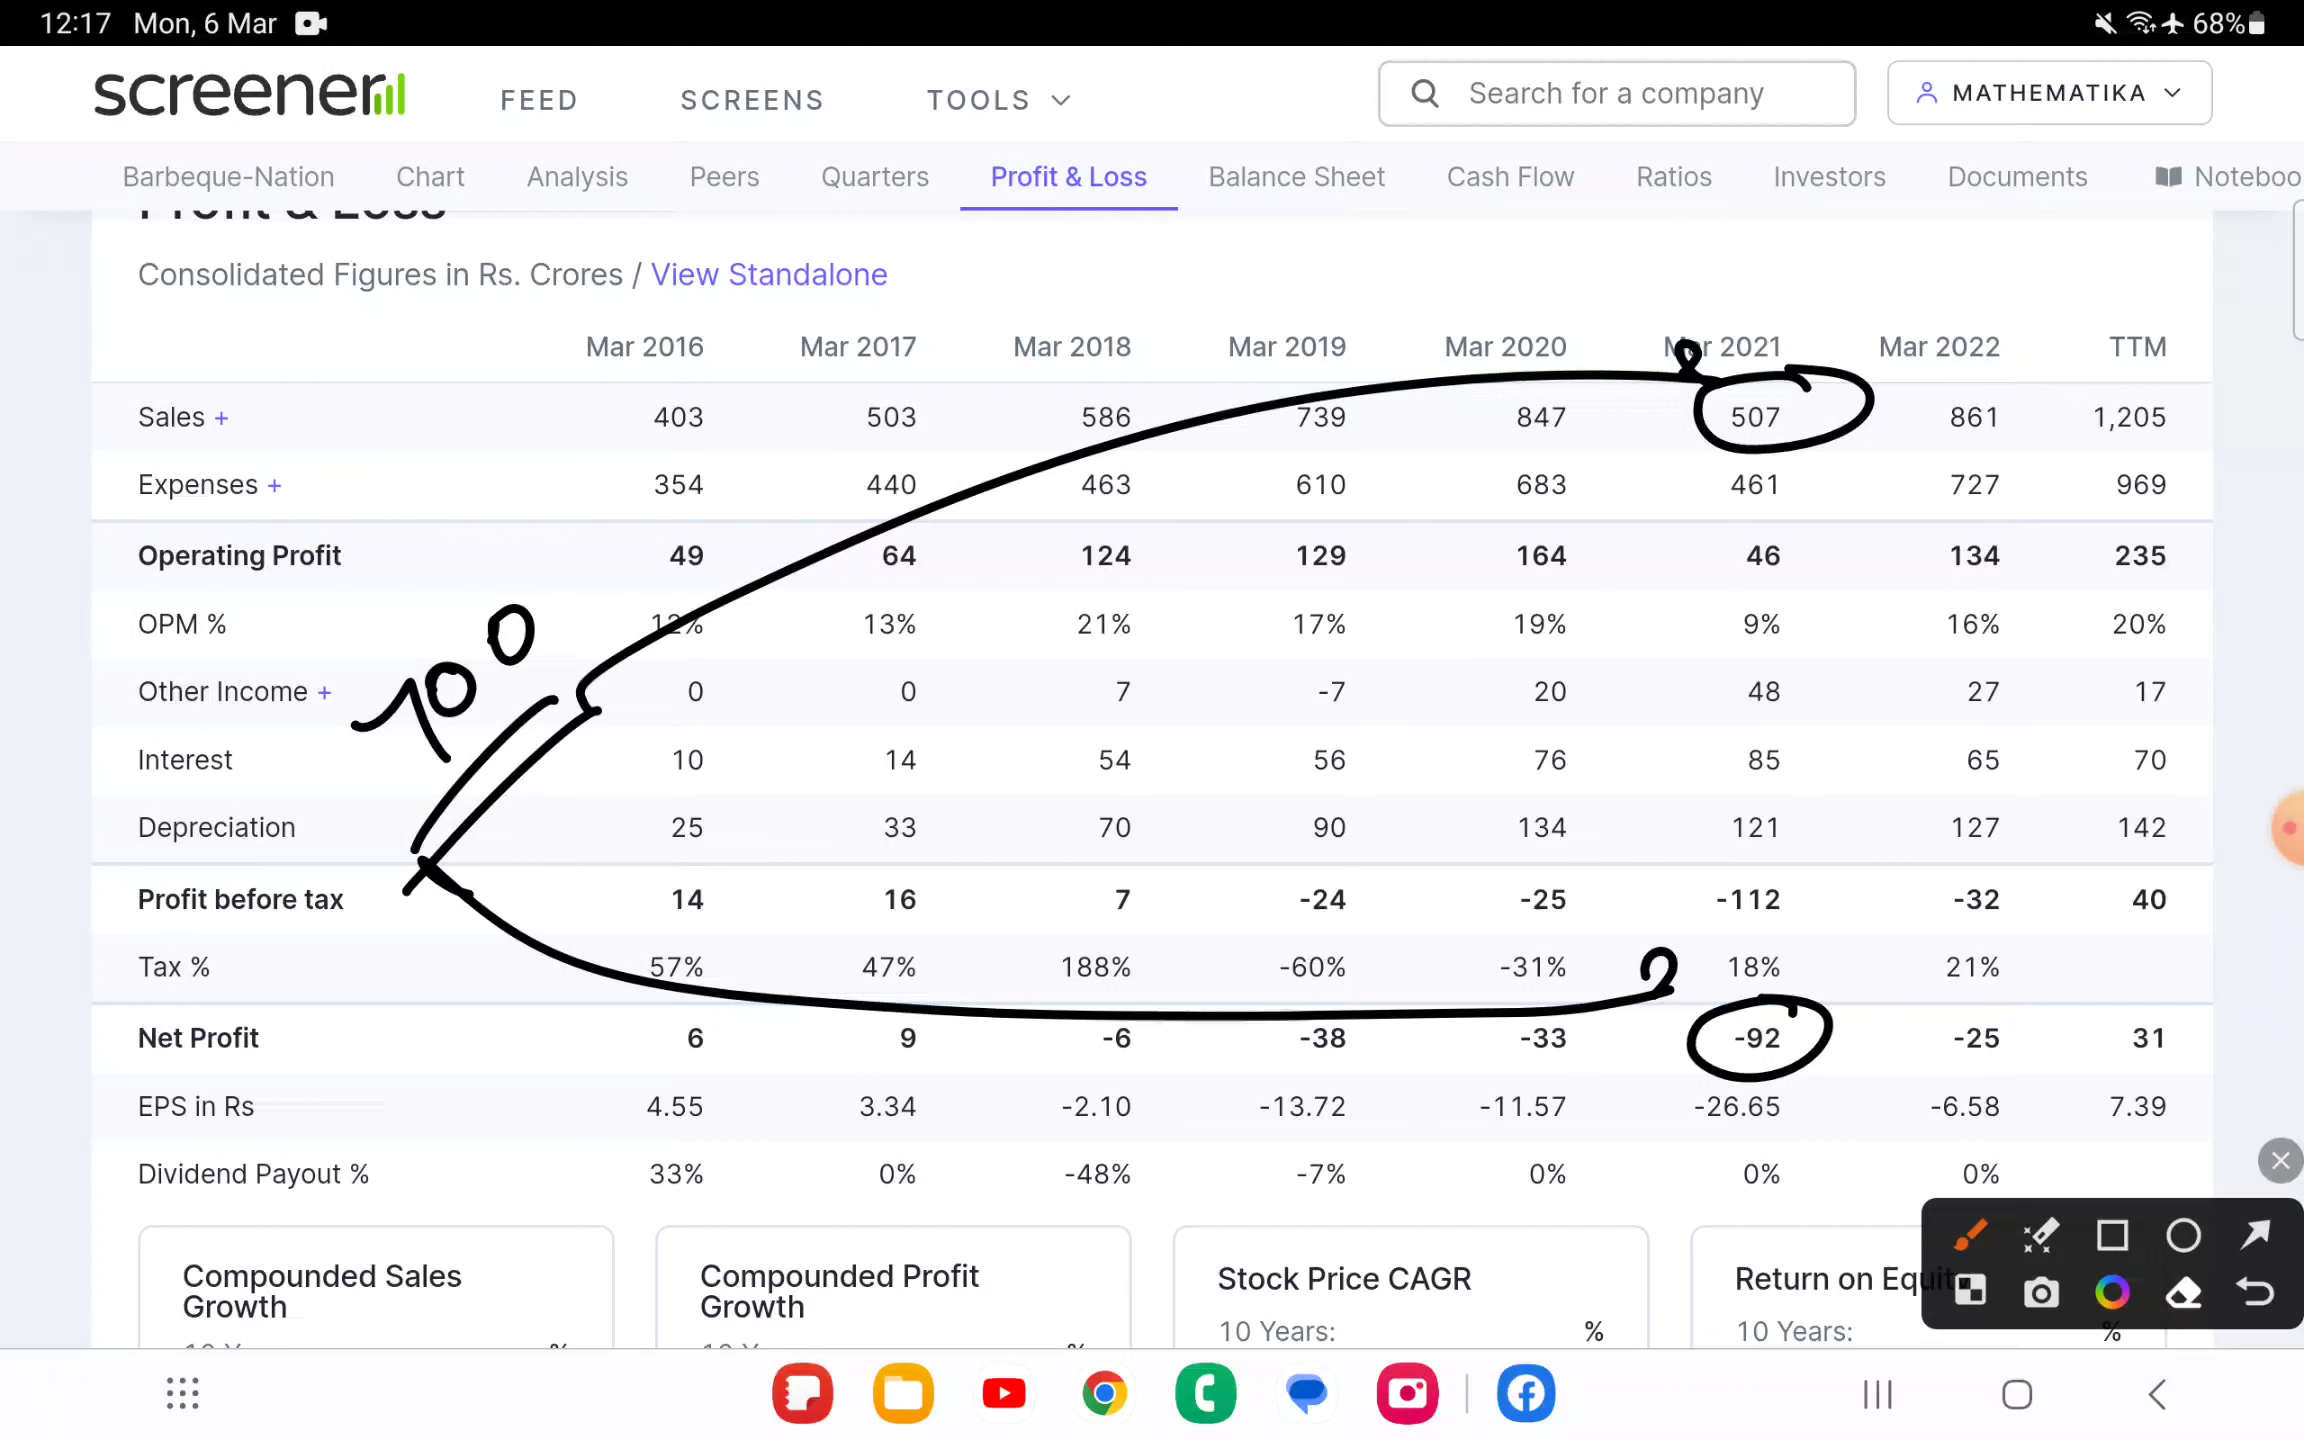 12:17 Mon, 6 Mar 68%
screener FEED SCREENS TOOLS Search for a company MATHEMATIKA
Barbeque-Nation Chart Analysis Peers Quarters Profit & Loss Balance Sheet Cash Flow Ratios Investors Documents Noteboo
Profit & Loss
Consolidated Figures in Rs. Crores / View Standalone
Mar 2016 Mar 2017 Mar 2018 Mar 2019 Mar 2020 Mar 2021 Mar 2022 TTM
Sales + 403 503 586 739 847 507 861 1,205
Expenses + 354 440 463 610 683 461 727 969
Operating Profit 49 64 124 129 164 46 134 235
OPM % 12% 13% 21% 17% 19% 9% 16% 20%
Other Income + 0 0 7 -7 20 48 27 17
Interest 10 14 54 56 76 85 65 70
Depreciation 25 33 70 90 134 121 127 142
Profit before tax 14 16 7 -24 -25 -112 -32 40
Tax % 57% 47% 188% -60% -31% 18% 21%
Net Profit 6 9 -6 -38 -33 -92 -25 31
EPS in Rs 4.55 3.34 -2.10 -13.72 -11.57 -26.65 -6.58 7.39
Dividend Payout % 33% 0% -48% -7% 0% 0% 0%
Compounded Sales Growth
Compounded Profit Growth
Stock Price CAGR
10 Years: %
Return on Equit
10 Years: %